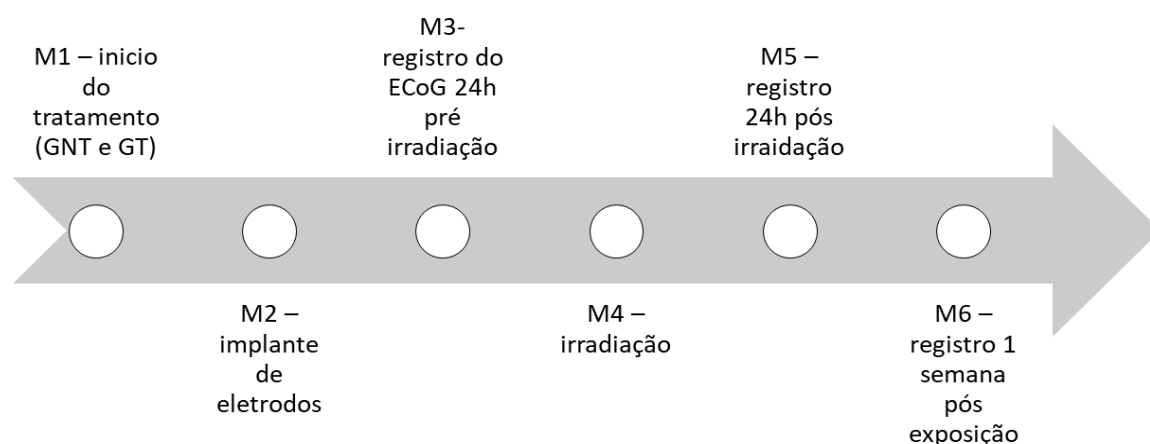 M1 – inicio
do
tratamento
(GNT e GT)
M2 –
implante
de
eletrodos
M3-
registro do
ECoG 24h
pré
irradiação
M4 –
irradiação
M5 –
registro
24h pós
irraidação
M6 –
registro 1
semana
pós
exposição